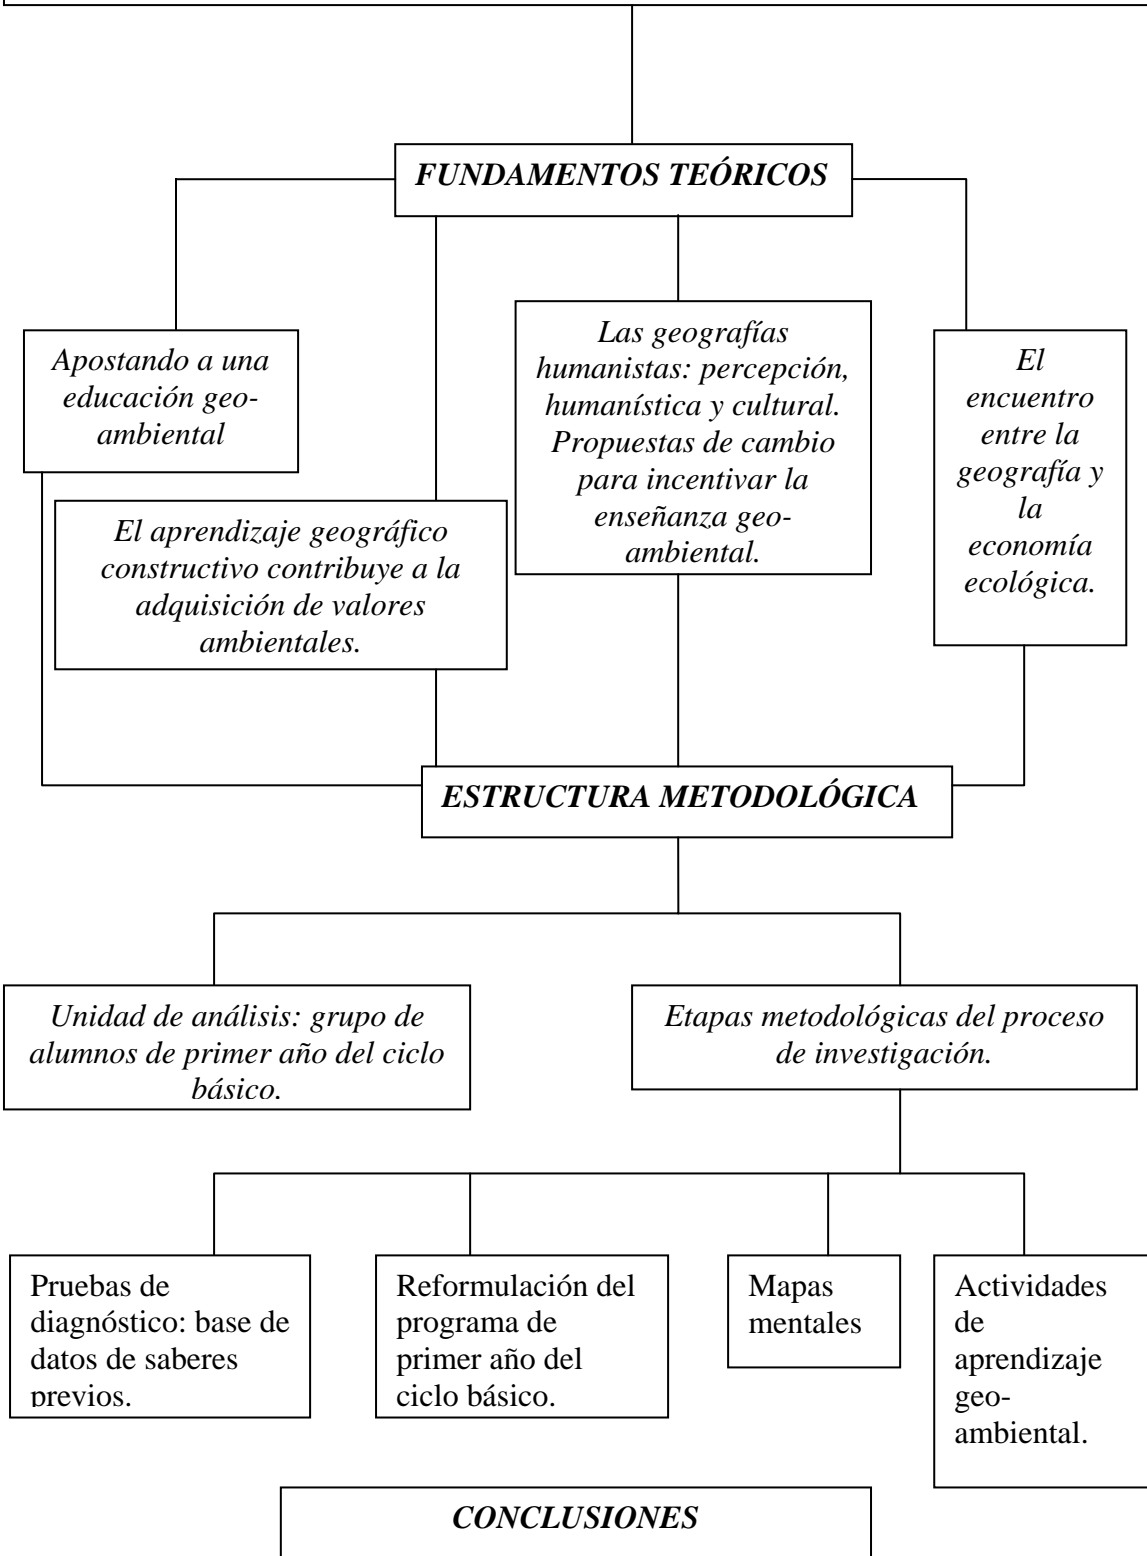 FUNDAMENTOS TEÓRICOS
Apostando a una
educación geo-
ambiental
El aprendizaje geográfico
constructivo contribuye a la
adquisición de valores
ambientales.
Las geografías
humanistas: percepción,
humanística y cultural.
Propuestas de cambio
para incentivar la
enseñanza geo-
ambiental.
El
encuentro
entre la
geografía y
la
economía
ecológica.
ESTRUCTURA METODOLÓGICA
Unidad de análisis: grupo de
alumnos de primer año del ciclo
básico.
Etapas metodológicas del proceso
de investigación.
Pruebas de
diagnóstico: base de
datos de saberes
previos.
Reformulación del
programa de
primer año del
ciclo básico.
Mapas
mentales
Actividades
de
aprendizaje
geo-
ambiental.
CONCLUSIONES